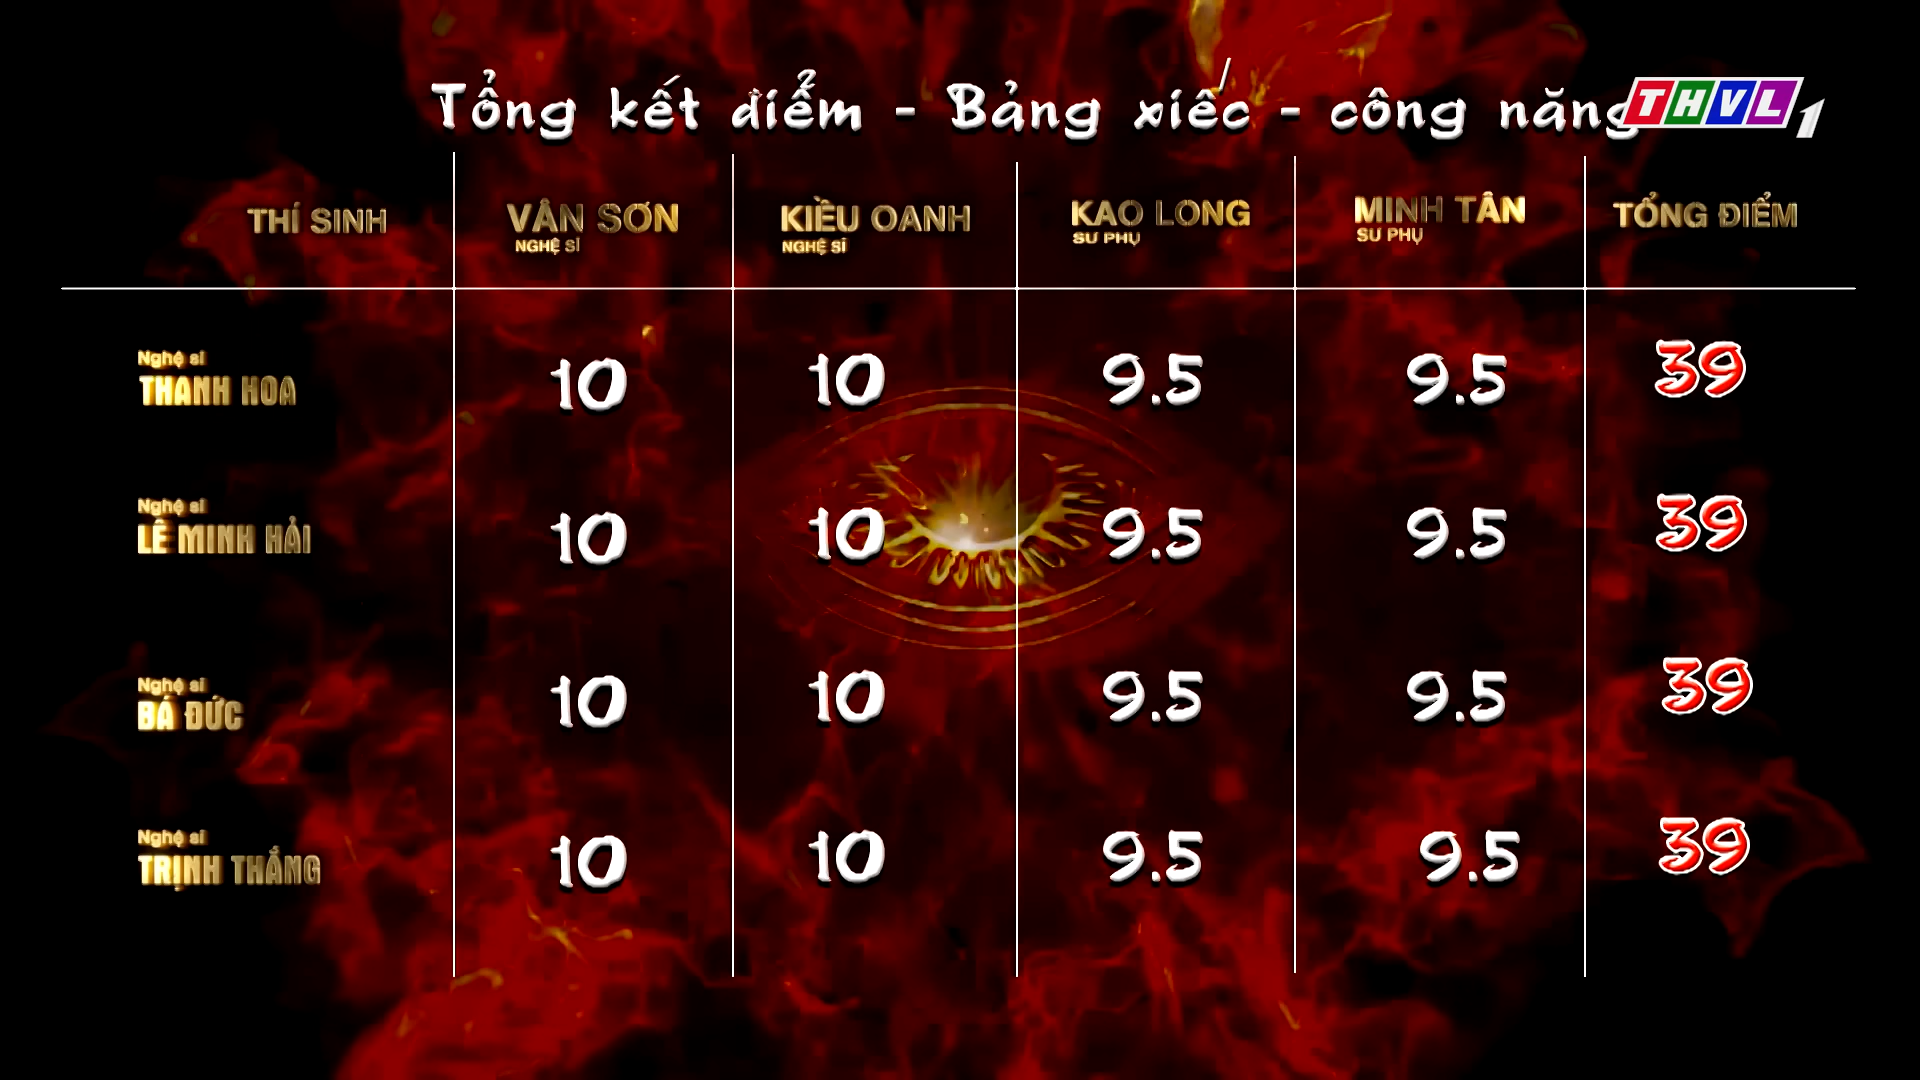 Tổng kết điểm - Bảng xiếc - công năng
THVL1
THÍ SINH
VÂN SƠN
NGHỆ SĨ
KIỀU OANH
NGHỆ SĨ
KAO LONG
SƯ PHỤ
MINH TÂN
SƯ PHỤ
TỔNG ĐIỂM
Nghệ sĩ
THANH HOA
10 10 9.5 9.5 39
Nghệ sĩ
LÊ MINH HẢI
10 10 9.5 9.5 39
Nghệ sĩ
BÁ ĐỨC
10 10 9.5 9.5 39
Nghệ sĩ
TRỊNH THẮNG
10 10 9.5 9.5 39